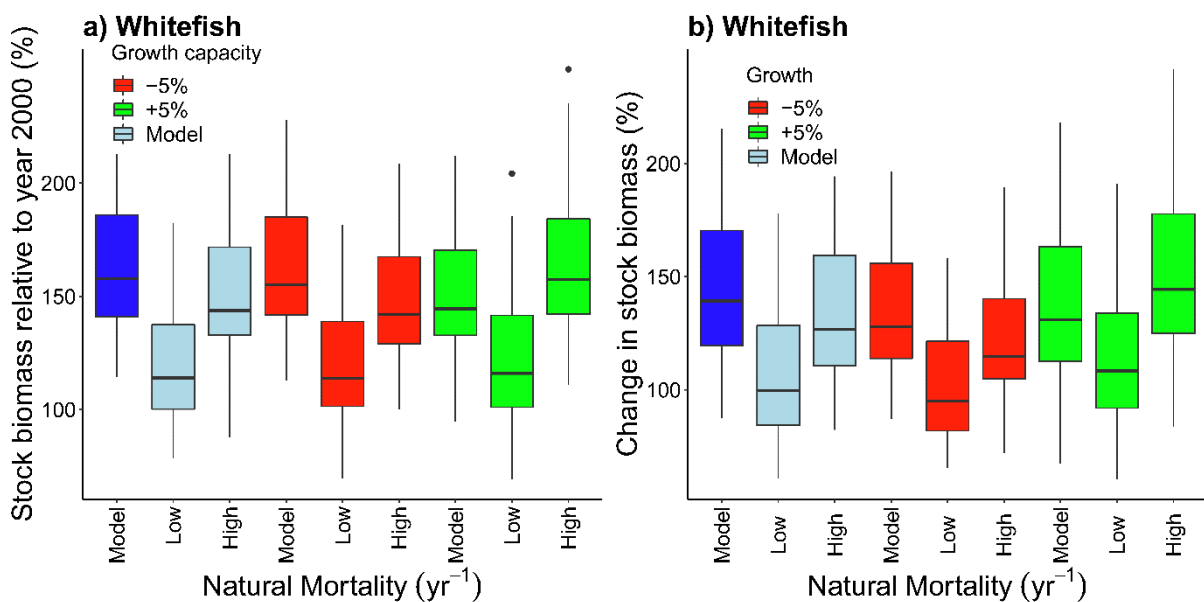 a) Whitefish
Growth capacity
−5%
+5%
Model
Stock biomass relative to year 2000 (%)
200
150
100
Model
Low
High
Model
Low
High
Model
Low
High
Natural Mortality (yr⁻¹)
b) Whitefish
Growth
−5%
+5%
Model
Change in stock biomass (%)
200
150
100
Model
Low
High
Model
Low
High
Model
Low
High
Natural Mortality (yr⁻¹)